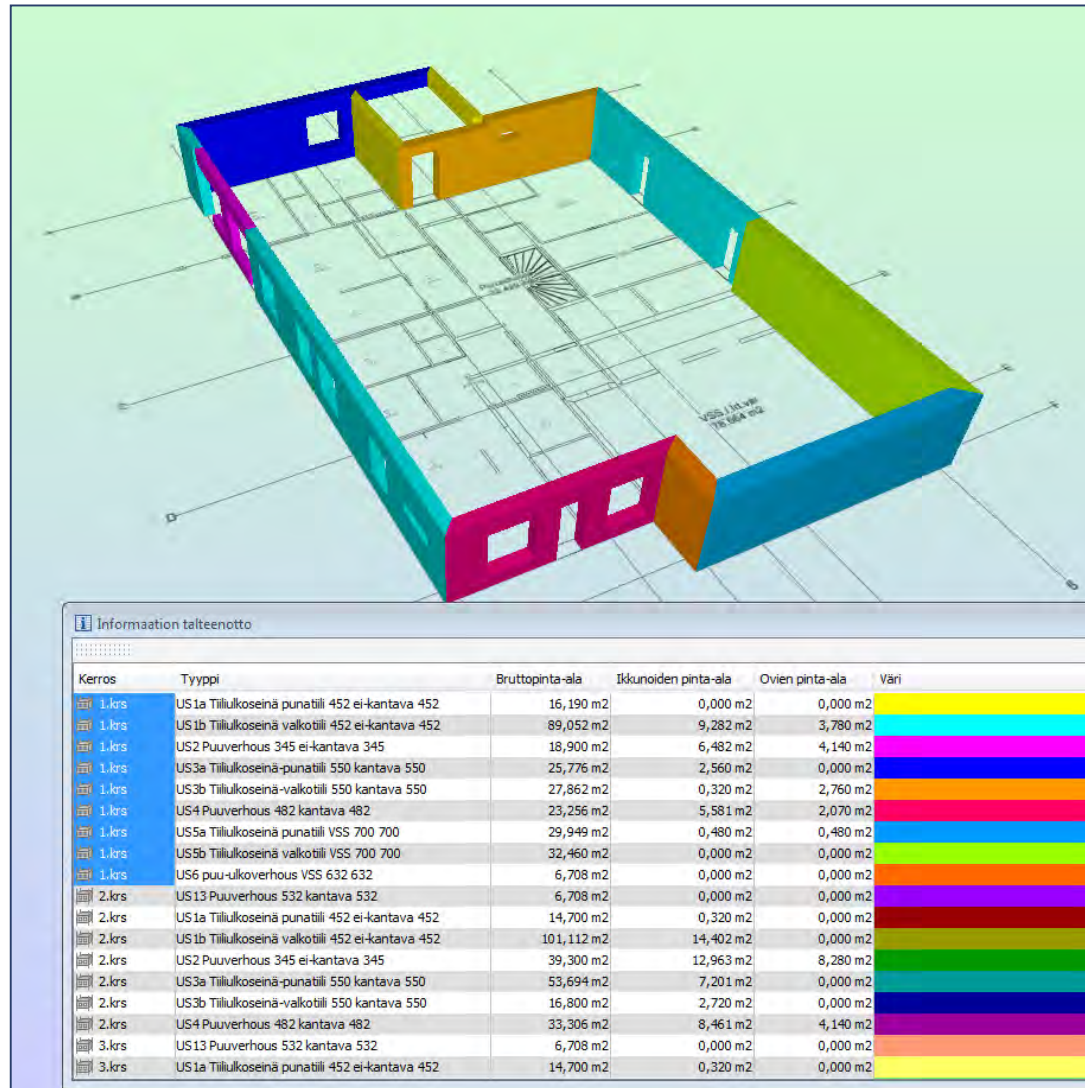 VSS / irt.var
78.664 m2
D
B
Informaation talteenotto
Kerros Tyyppi Bruttopinta-ala Ikkunoiden pinta-ala Ovien pinta-ala Väri
1.krs US1a Tiiliulkoseinä punatiili 452 ei-kantava 452 16,190 m2 0,000 m2 0,000 m2
1.krs US1b Tiiliulkoseinä valkotiili 452 ei-kantava 452 89,052 m2 9,282 m2 3,780 m2
1.krs US2 Puuverhous 345 ei-kantava 345 18,900 m2 6,482 m2 4,140 m2
1.krs US3a Tiiliulkoseinä-punatiili 550 kantava 550 25,776 m2 2,560 m2 0,000 m2
1.krs US3b Tiiliulkoseinä-valkotiili 550 kantava 550 27,862 m2 0,320 m2 2,760 m2
1.krs US4 Puuverhous 482 kantava 482 23,256 m2 5,581 m2 2,070 m2
1.krs US5a Tiiliulkoseinä punatiili VSS 700 700 29,949 m2 0,480 m2 0,480 m2
1.krs US5b Tiiliulkoseinä valkotiili VSS 700 700 32,460 m2 0,000 m2 0,000 m2
1.krs US6 puu-ulkoverhous VSS 632 632 6,708 m2 0,000 m2 0,000 m2
2.krs US13 Puuverhous 532 kantava 532 6,708 m2 0,000 m2 0,000 m2
2.krs US1a Tiiliulkoseinä punatiili 452 ei-kantava 452 14,700 m2 0,320 m2 0,000 m2
2.krs US1b Tiiliulkoseinä valkotiili 452 ei-kantava 452 101,112 m2 14,402 m2 0,000 m2
2.krs US2 Puuverhous 345 ei-kantava 345 39,300 m2 12,963 m2 8,280 m2
2.krs US3a Tiiliulkoseinä-punatiili 550 kantava 550 53,694 m2 7,201 m2 0,000 m2
2.krs US3b Tiiliulkoseinä-valkotiili 550 kantava 550 16,800 m2 2,720 m2 0,000 m2
2.krs US4 Puuverhous 482 kantava 482 33,306 m2 8,461 m2 4,140 m2
3.krs US13 Puuverhous 532 kantava 532 6,708 m2 0,000 m2 0,000 m2
3.krs US1a Tiiliulkoseinä punatiili 452 ei-kantava 452 14,700 m2 0,320 m2 0,000 m2